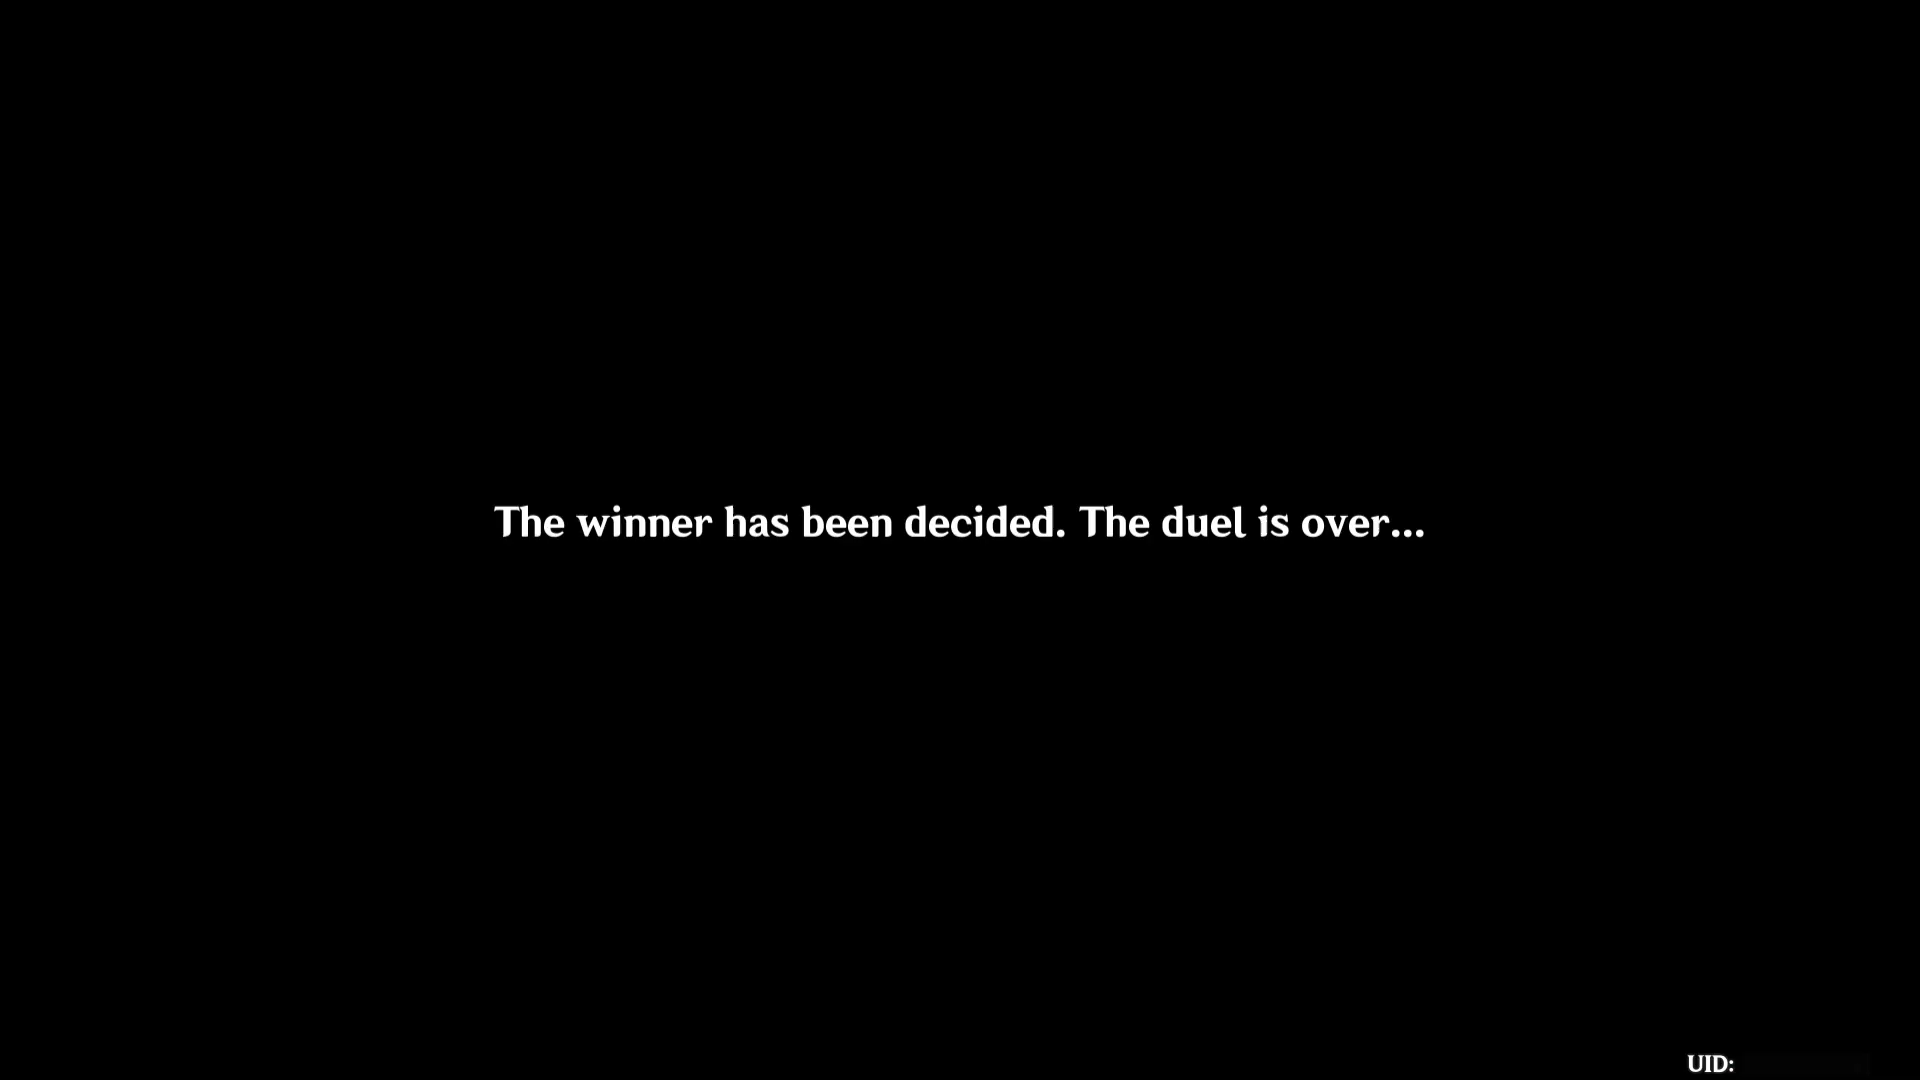 The winner has been decided. The duel is over...
UID: